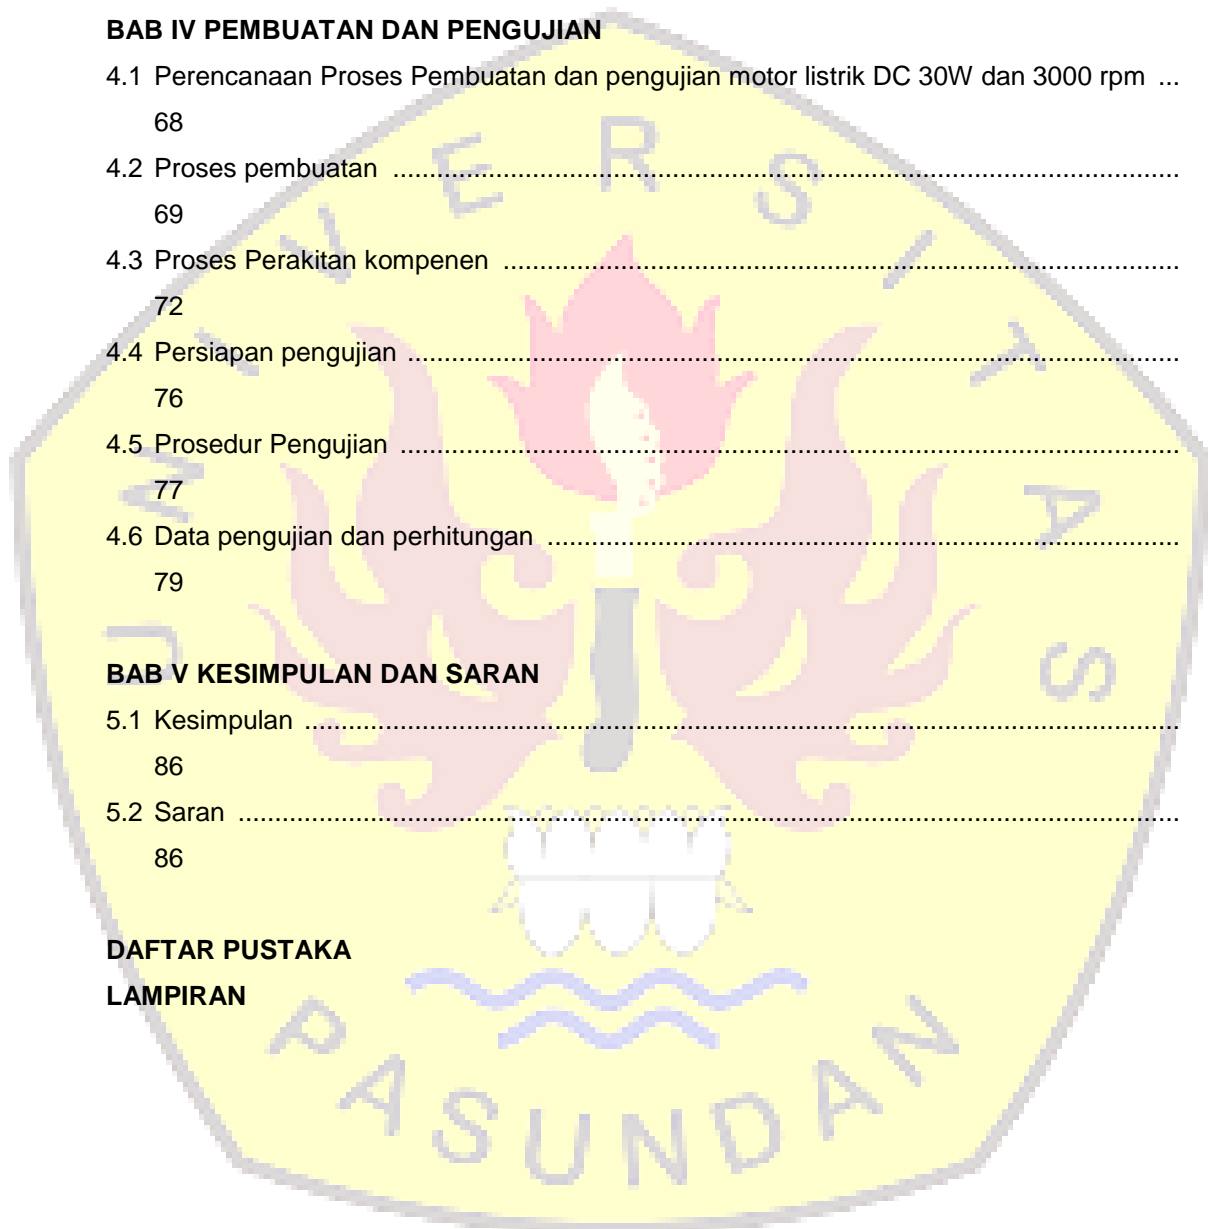 BAB IV PEMBUATAN DAN PENGUJIAN
4.1 Perencanaan Proses Pembuatan dan pengujian motor listrik DC 30W dan 3000 rpm ...
68
4.2 Proses pembuatan ............................................................................................................
69
4.3 Proses Perakitan kompenen .............................................................................................
72
4.4 Persiapan pengujian ..........................................................................................................
76
4.5 Prosedur Pengujian ...........................................................................................................
77
4.6 Data pengujian dan perhitungan .......................................................................................
79
BAB V KESIMPULAN DAN SARAN
5.1 Kesimpulan ........................................................................................................................
86
5.2 Saran .................................................................................................................................
86
DAFTAR PUSTAKA
LAMPIRAN
UNIVERSITAS
PASUNDAN